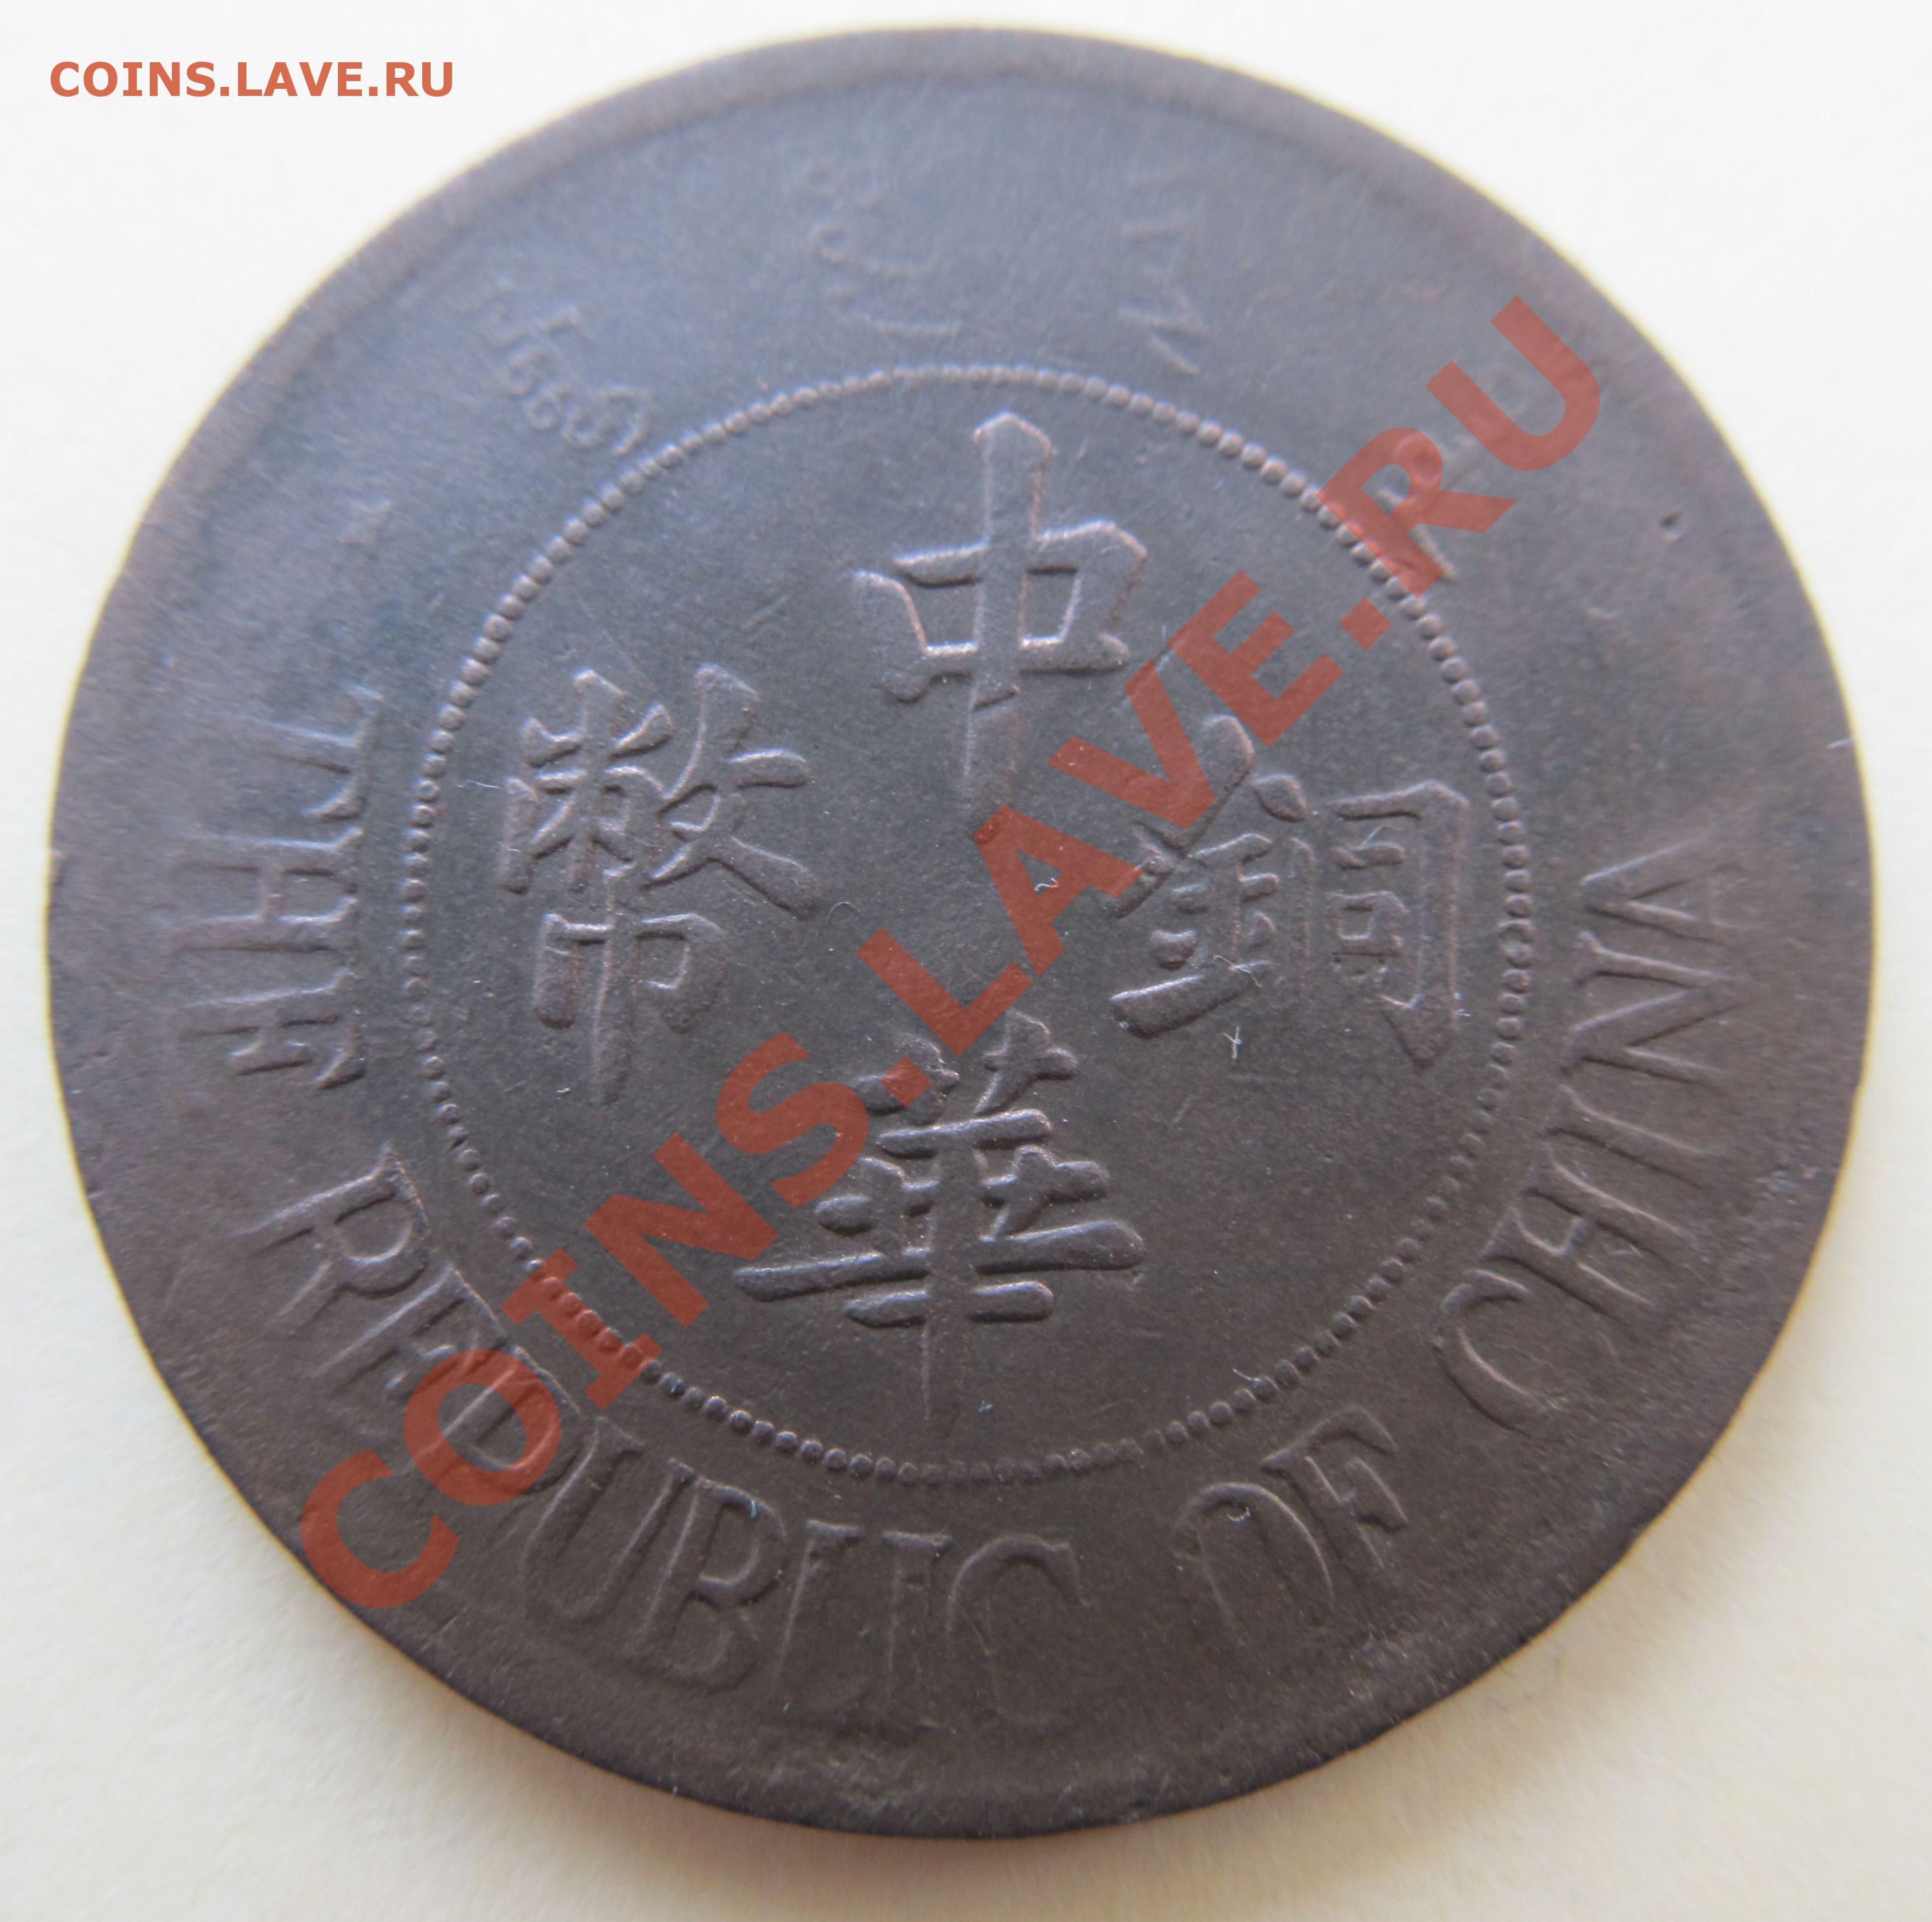 COINS.LAVE.RU
中華銅幣
THE REPUBLIC OF CHINA
COINS.LAVE.RU